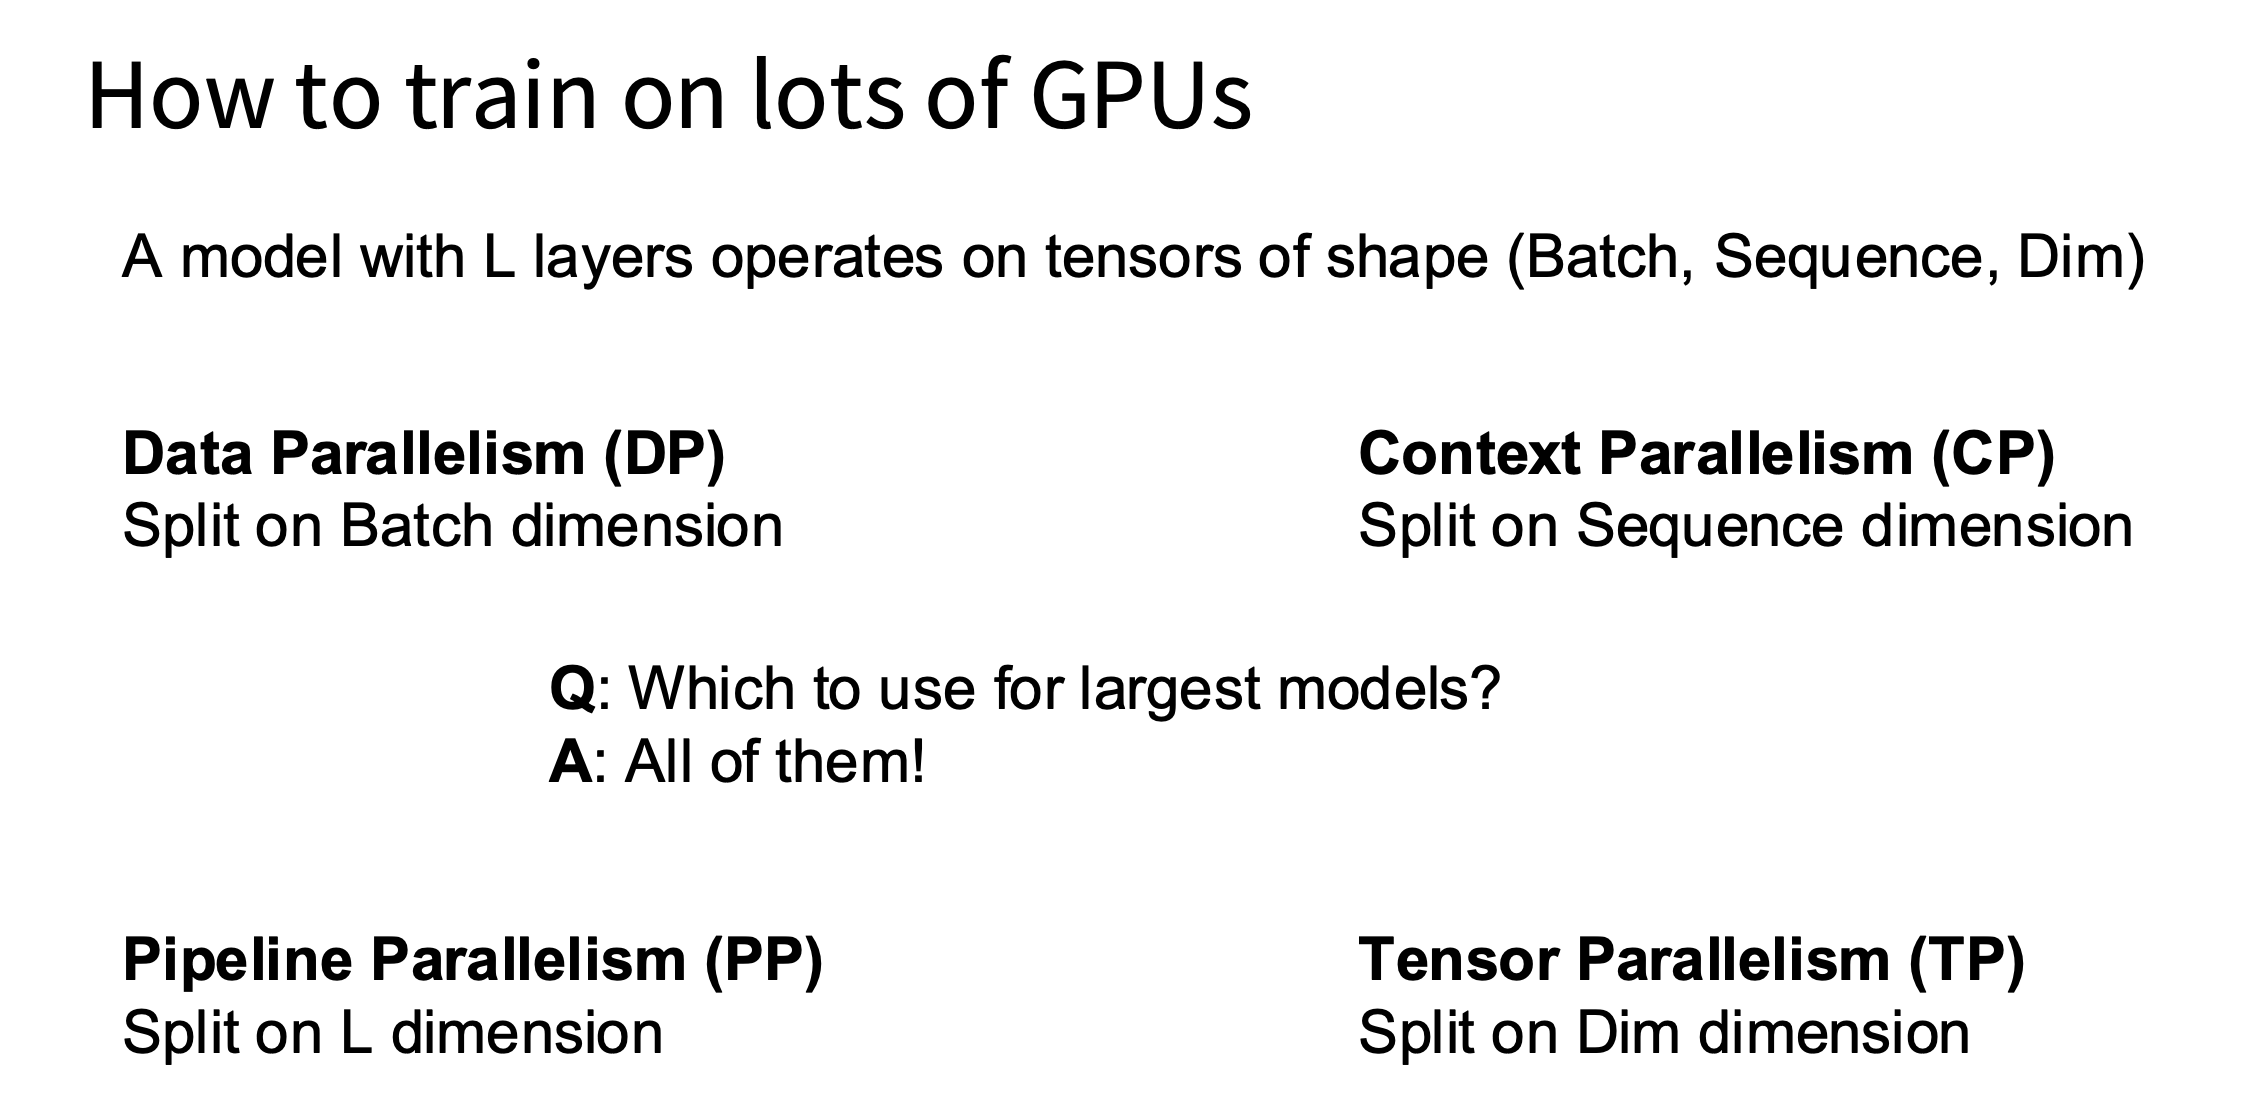 How to train on lots of GPUs
A model with L layers operates on tensors of shape (Batch, Sequence, Dim)
Data Parallelism (DP)
Split on Batch dimension
Context Parallelism (CP)
Split on Sequence dimension
Q: Which to use for largest models?
A: All of them!
Pipeline Parallelism (PP)
Split on L dimension
Tensor Parallelism (TP)
Split on Dim dimension